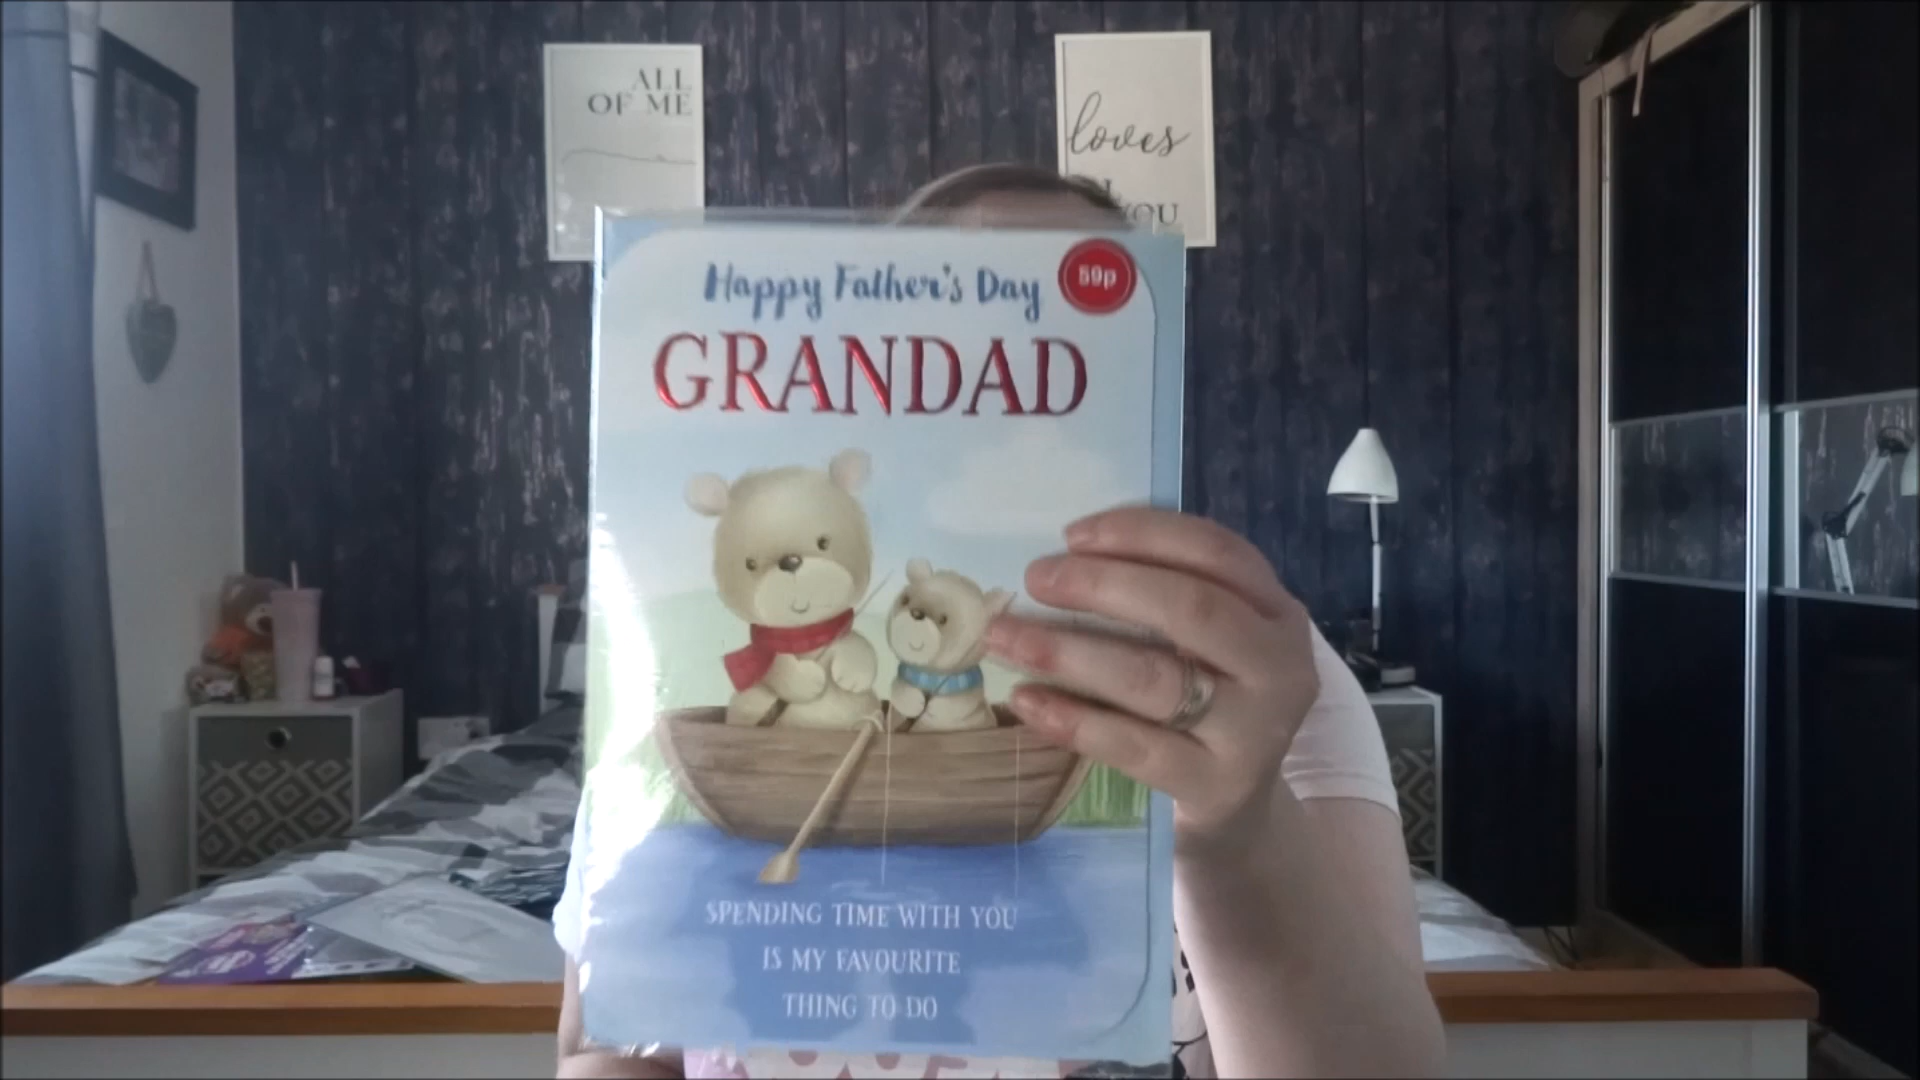 ALL
OF ME
loves
YOU
Happy Father's Day
59p
GRANDAD
SPENDING TIME WITH YOU
IS MY FAVOURITE
THING TO DO